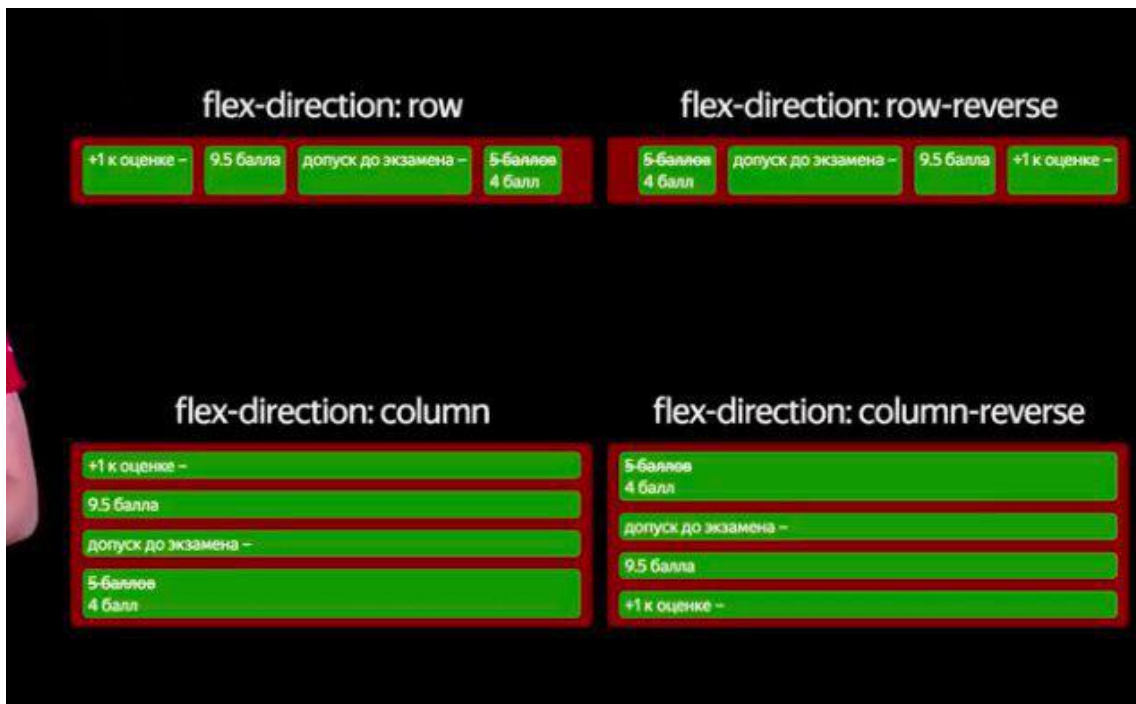 flex-direction: row
+1 к оценке –
9.5 балла
допуск до экзамена –
5 баллов
4 балл
flex-direction: row-reverse
5 баллов
4 балл
допуск до экзамена –
9.5 балла
+1 к оценке –
flex-direction: column
+1 к оценке –
9.5 балла
допуск до экзамена –
5 баллов
4 балл
flex-direction: column-reverse
5 баллов
4 балл
допуск до экзамена –
9.5 балла
+1 к оценке –